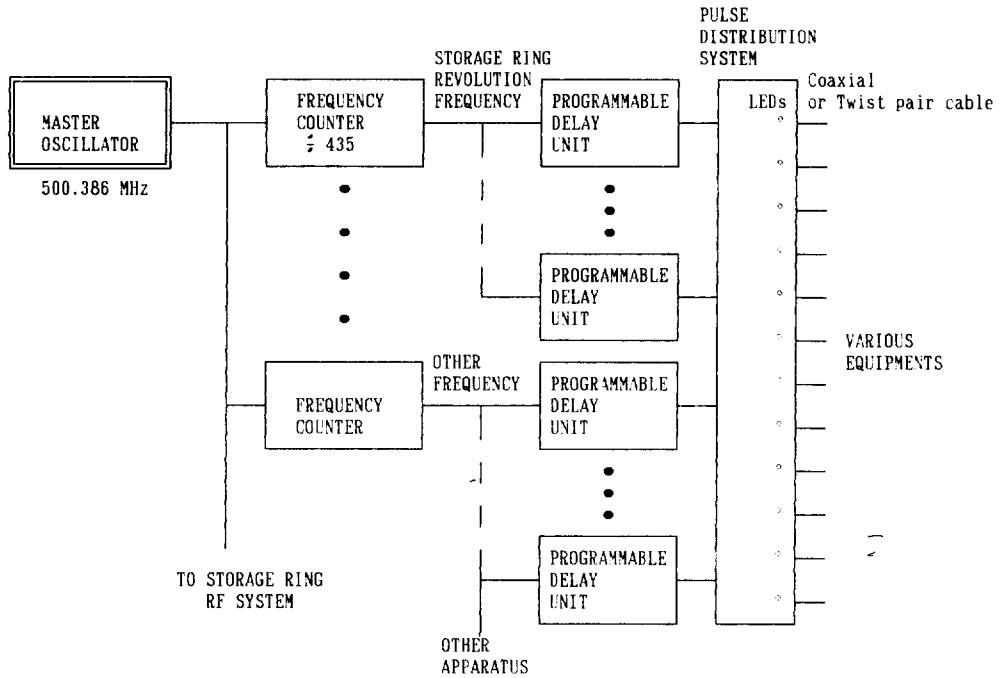 PULSE
DISTRIBUTION
SYSTEM
STORAGE RING
REVOLUTION
FREQUENCY
Coaxial
or Twist pair cable
MASTER
OSCILLATOR
500.386 MHz
FREQUENCY
COUNTER
÷ 435
PROGRAMMABLE
DELAY
UNIT
LEDs
PROGRAMMABLE
DELAY
UNIT
VARIOUS
EQUIPMENTS
OTHER
FREQUENCY
FREQUENCY
COUNTER
PROGRAMMABLE
DELAY
UNIT
PROGRAMMABLE
DELAY
UNIT
TO STORAGE RING
RF SYSTEM
OTHER
APPARATUS